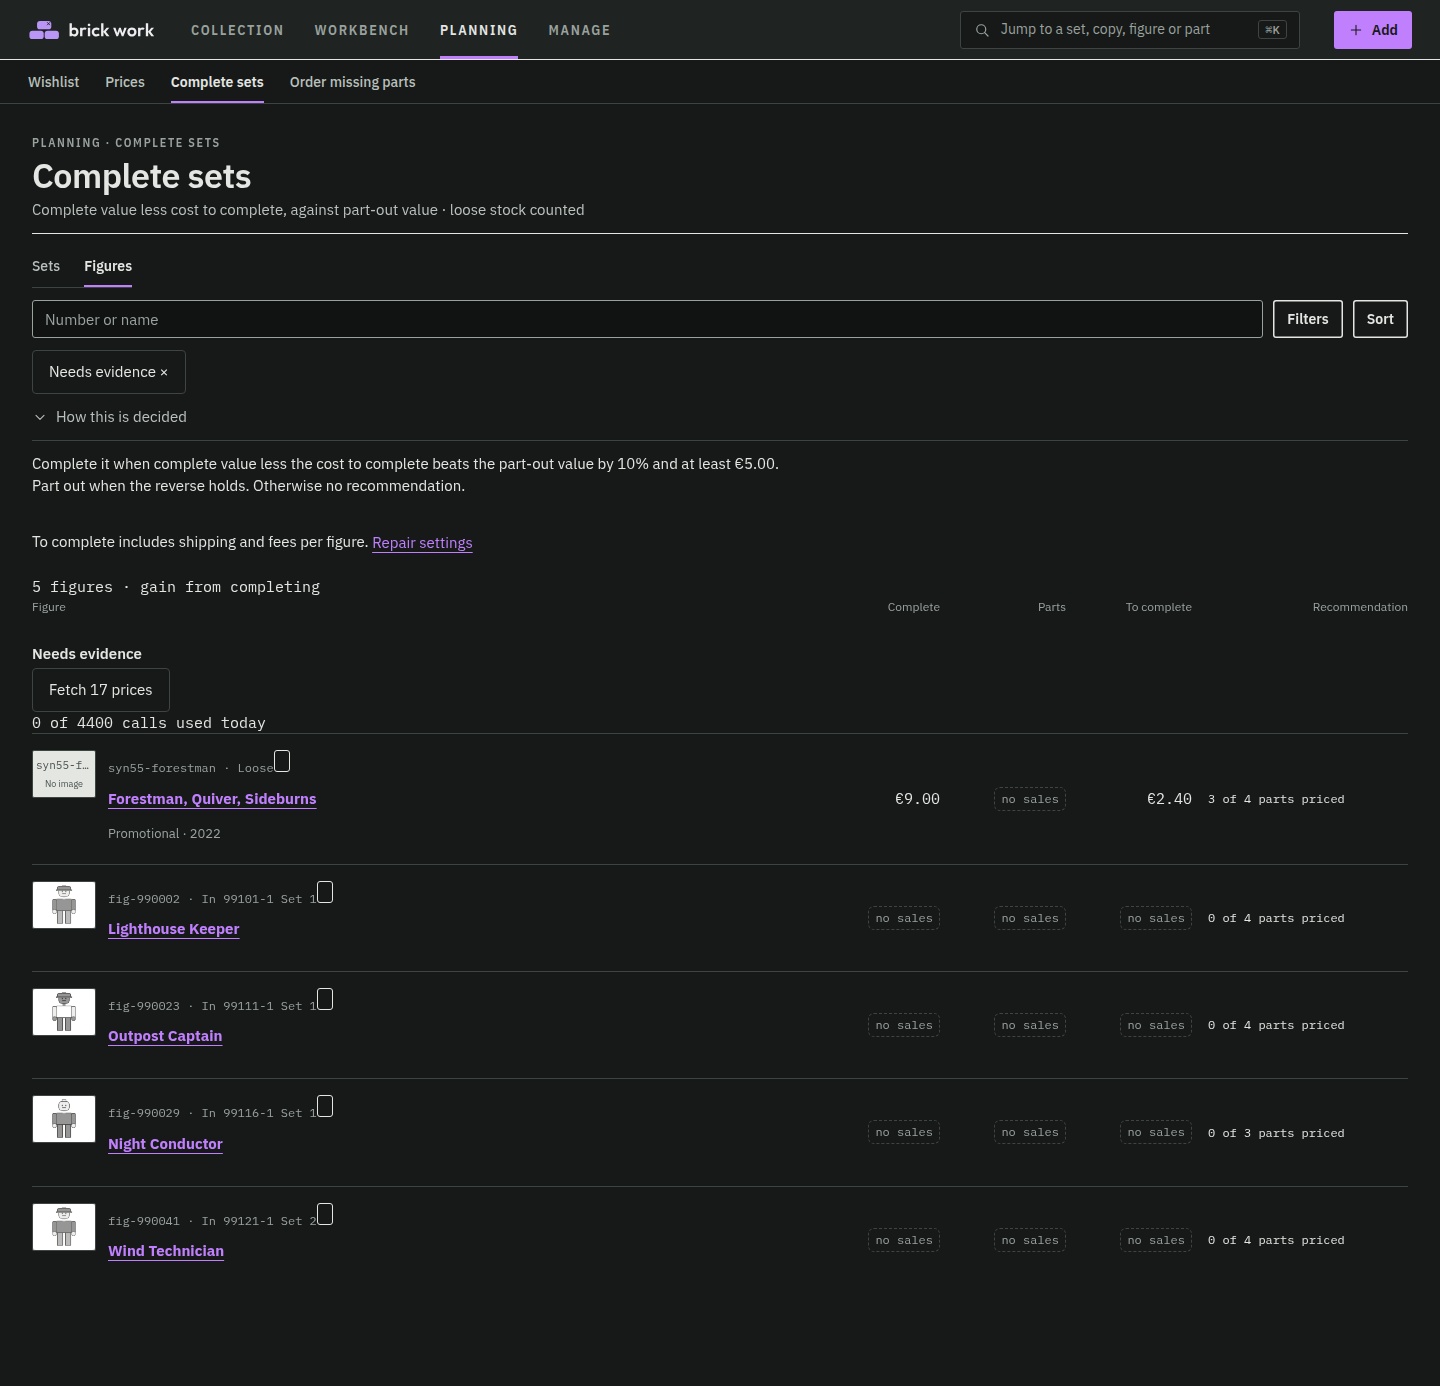 brick work
COLLECTION WORKBENCH PLANNING MANAGE
Jump to a set, copy, figure or part ⌘K
+ Add
Wishlist Prices Complete sets Order missing parts
PLANNING · COMPLETE SETS
Complete sets
Complete value less cost to complete, against part-out value · loose stock counted
Sets Figures
Number or name
Filters Sort
Needs evidence ×
How this is decided
Complete it when complete value less the cost to complete beats the part-out value by 10% and at least €5.00.
Part out when the reverse holds. Otherwise no recommendation.
To complete includes shipping and fees per figure. Repair settings
5 figures · gain from completing
Figure Complete Parts To complete Recommendation
Needs evidence
Fetch 17 prices
0 of 4400 calls used today
syn55-f…
No image
syn55-forestman · Loose
Forestman, Quiver, Sideburns €9.00 no sales €2.40 3 of 4 parts priced
Promotional · 2022
fig-990002 · In 99101-1 Set 1
Lighthouse Keeper no sales no sales no sales 0 of 4 parts priced
fig-990023 · In 99111-1 Set 1
Outpost Captain no sales no sales no sales 0 of 4 parts priced
fig-990029 · In 99116-1 Set 1
Night Conductor no sales no sales no sales 0 of 3 parts priced
fig-990041 · In 99121-1 Set 2
Wind Technician no sales no sales no sales 0 of 4 parts priced